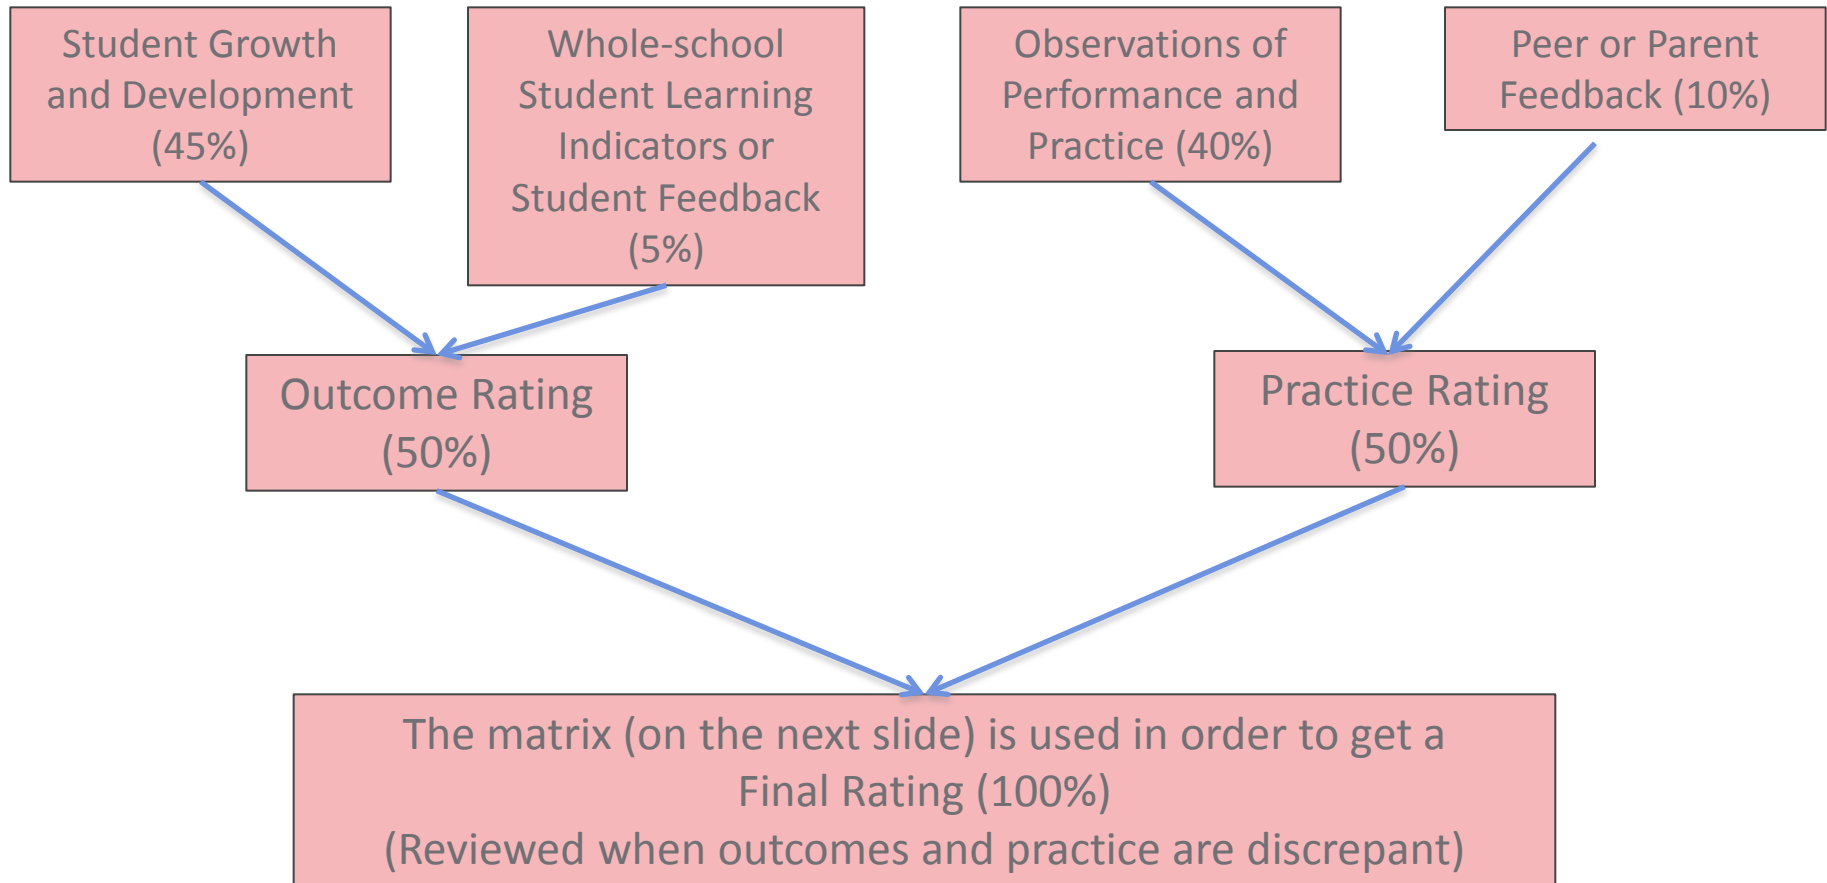 Student Growth
and Development
(45%)
Whole-school
Student Learning
Indicators or
Student Feedback
(5%)
Observations of
Performance and
Practice (40%)
Peer or Parent
Feedback (10%)
Outcome Rating
(50%)
Practice Rating
(50%)
The matrix (on the next slide) is used in order to get a
Final Rating (100%)
(Reviewed when outcomes and practice are discrepant)